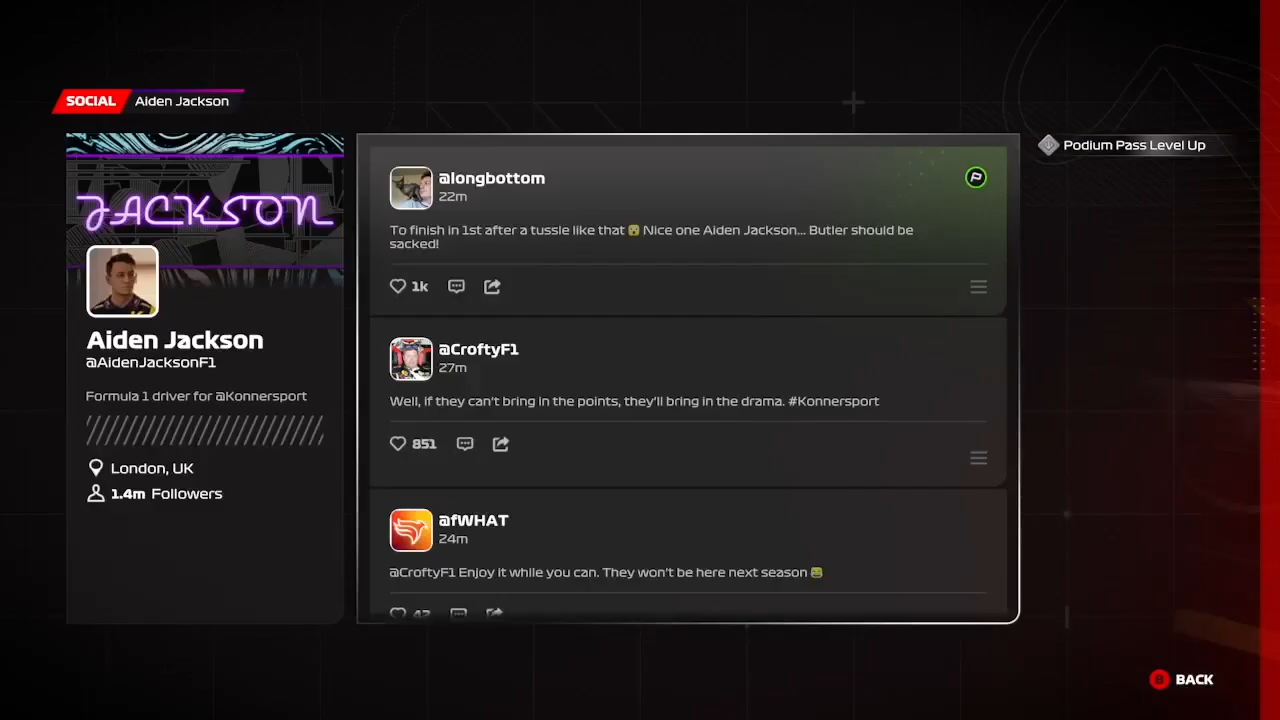 SOCIAL Aiden Jackson
JACKSON
Aiden Jackson
@AidenJacksonF1
Formula 1 driver for @Konnersport
London, UK
1.4m Followers
@longbottom
22m
To finish in 1st after a tussle like that 😲 Nice one Aiden Jackson... Butler should be
sacked!
1k
@CroftyF1
27m
Well, if they can't bring in the points, they'll bring in the drama. #Konnersport
851
@fWHAT
24m
@CroftyF1 Enjoy it while you can. They won't be here next season 😂
42
Podium Pass Level Up
B BACK